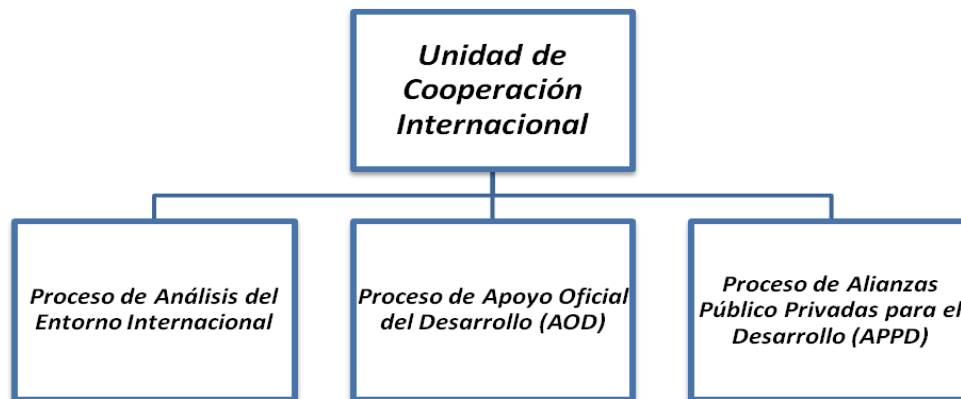 Unidad de
Cooperación
Internacional
Proceso de Análisis del
Entorno Internacional
Proceso de Apoyo Oficial
del Desarrollo (AOD)
Proceso de Alianzas
Público Privadas para el
Desarrollo (APPD)